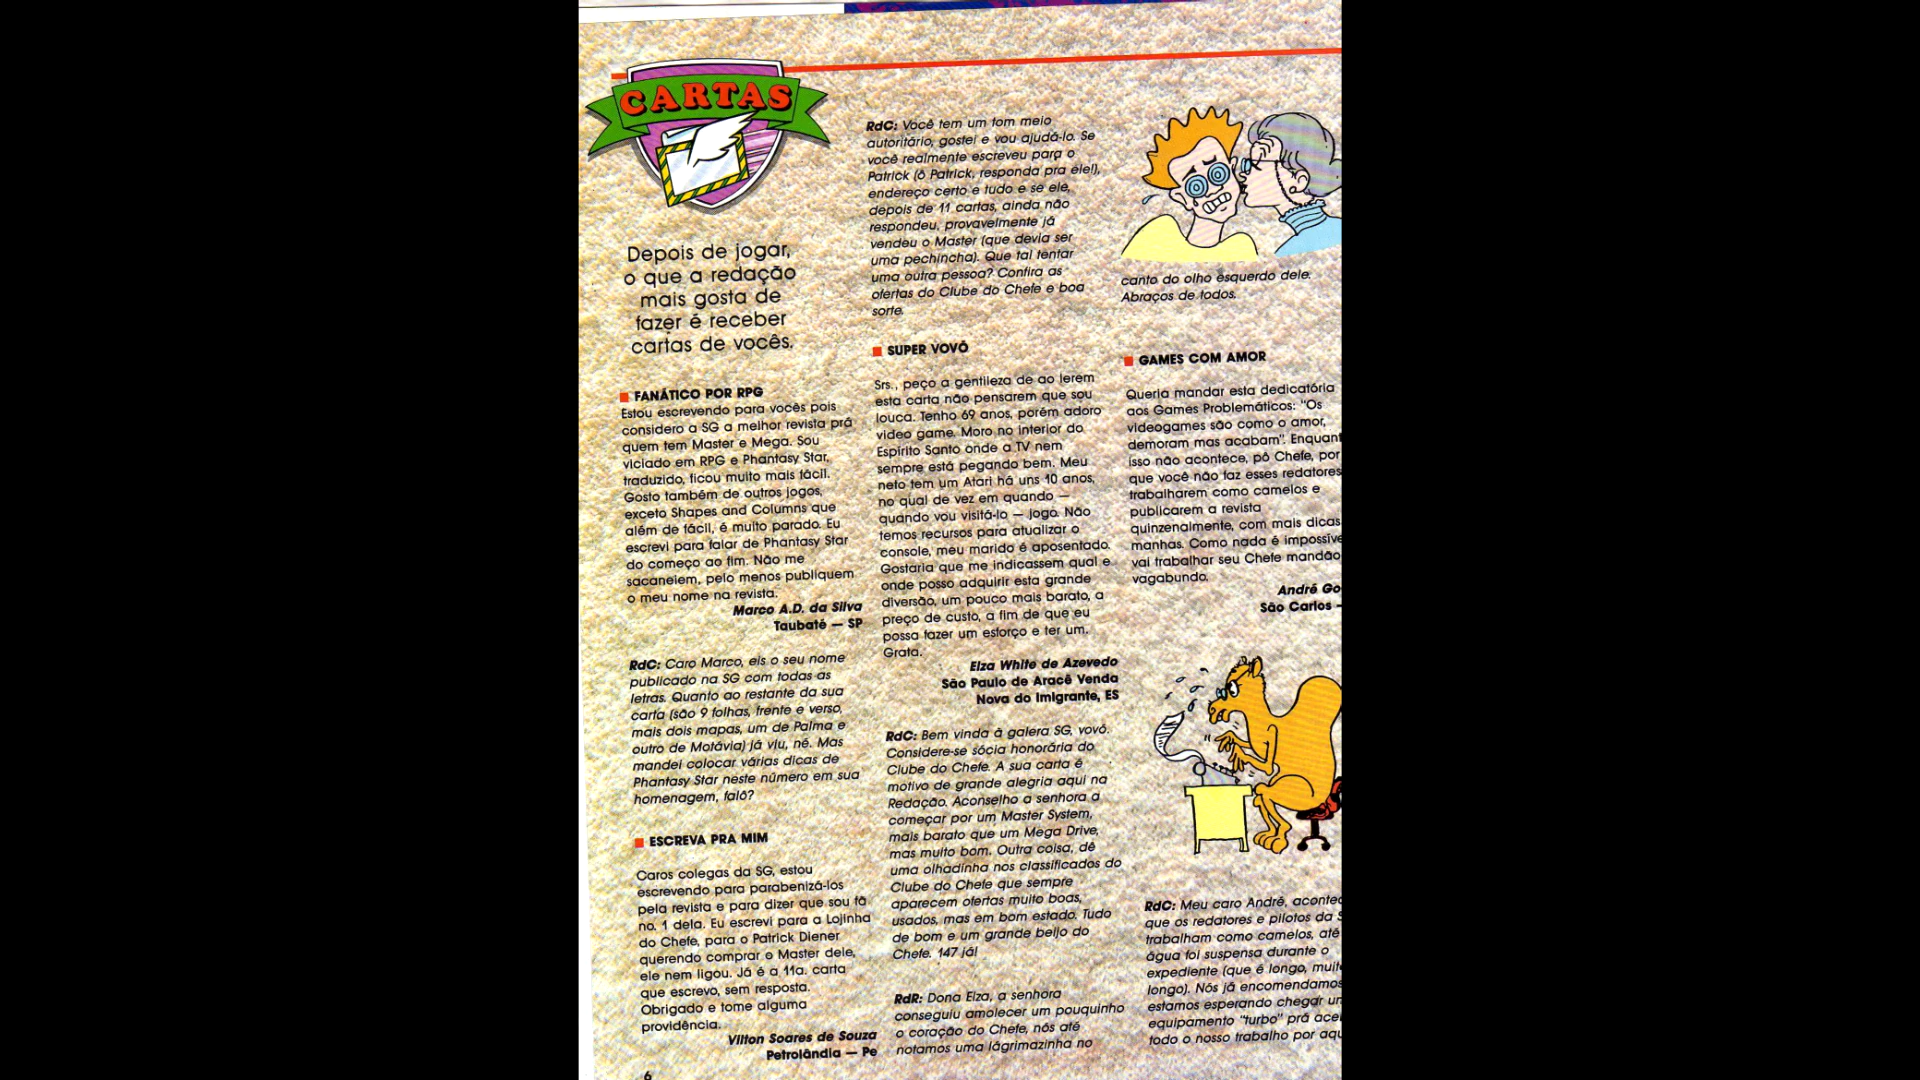 CARTAS
Depois de jogar,
o que a redação
mais gosta de
fazer é receber
cartas de vocês.
FANÁTICO POR RPG
Estou escrevendo para vocês pois
considero a SG a melhor revista prá
quem tem Master e Mega. Sou
viciado em RPG e Phantasy Star,
traduzido, ficou muito mais fácil.
Gosto também de outros jogos,
exceto Shapes and Columns que
além de fácil, é muito parado. Eu
escrevi para falar de Phantasy Star
do começo ao fim. Não me
sacaneiem, pelo menos publiquem
o meu nome na revista.
Marco A.D. da Silva
Taubaté — SP
RdC: Caro Marco, eis o seu nome
publicado na SG com todas as
letras. Quanto ao restante da sua
carta (são 9 folhas, frente e verso,
mais dois mapas, um de Palma e
outro de Motávia) já viu, né. Mas
mandei colocar várias dicas de
Phantasy Star neste número em sua
homenagem, falô?
ESCREVA PRA MIM
Caros colegas da SG, estou
escrevendo para parabenizá-los
pela revista e para dizer que sou fã
no. 1 dela. Eu escrevi para a Lojinha
do Chefe, para o Patrick Diener
querendo comprar o Master dele,
ele nem ligou. Já é a 11a. carta
que escrevo, sem resposta.
Obrigado e tome alguma
providência.
Vilton Soares de Souza
Petrolândia — Pe
6
RdC: Você tem um tom meio
autoritário, gostei e vou ajudá-lo. Se
você realmente escreveu para o
Patrick (ô Patrick, responda pra ele!),
endereço certo e tudo e se ele,
depois de 11 cartas, ainda não
respondeu, provavelmente já
vendeu o Master (que devia ser
uma pechincha). Que tal tentar
uma outra pessoa? Confira as
ofertas do Clube do Chefe e boa
sorte.
SUPER VOVÓ
Srs., peço a gentileza de ao lerem
esta carta não pensarem que sou
louca. Tenho 69 anos, porém adoro
video game. Moro no interior do
Espírito Santo onde a TV nem
sempre está pegando bem. Meu
neto tem um Atari há uns 10 anos,
no qual de vez em quando —
quando vou visitá-lo — jogo. Não
temos recursos para atualizar o
console, meu marido é aposentado.
Gostaria que me indicassem qual e
onde posso adquirir esta grande
diversão, um pouco mais barato, a
preço de custo, a fim de que eu
possa fazer um esforço e ter um.
Grata.
Elza White de Azevedo
São Paulo de Aracê Venda
Nova do Imigrante, ES
RdC: Bem vinda à galera SG, vovó.
Considere-se sócia honorária do
Clube do Chefe. A sua carta é
motivo de grande alegria aqui na
Redação. Aconselho a senhora a
começar por um Master System,
mais barato que um Mega Drive,
mas muito bom. Outra coisa, dê
uma olhadinha nos classificados do
Clube do Chefe que sempre
aparecem ofertas muito boas,
usados, mas em bom estado. Tudo
de bom e um grande beijo do
Chefe. 147 já!
RdR: Dona Elza, a senhora
conseguiu amolecer um pouquinho
o coração do Chefe, nós até
notamos uma lágrimazinha no
canto do olho esquerdo dele.
Abraços de todos.
GAMES COM AMOR
Queria mandar esta dedicatória
aos Games Problemáticos: "Os
videogames são como o amor,
demoram mas acabam". Enquant
isso não acontece, pô Chefe, por
que você não faz esses redatores
trabalharem como camelos e
publicarem a revista
quinzenalmente, com mais dicas
manhas. Como nada é impossíve
vai trabalhar seu Chefe mandão
vagabundo.
André Go
São Carlos —
RdC: Meu caro André, acontec
que os redatores e pilotos da S
trabalham como camelos, até
água foi suspensa durante o
expediente (que é longo, muit
longo). Nós já encomendamos
estamos esperando chegar un
equipamento "turbo" prá acel
todo o nosso trabalho por aqu